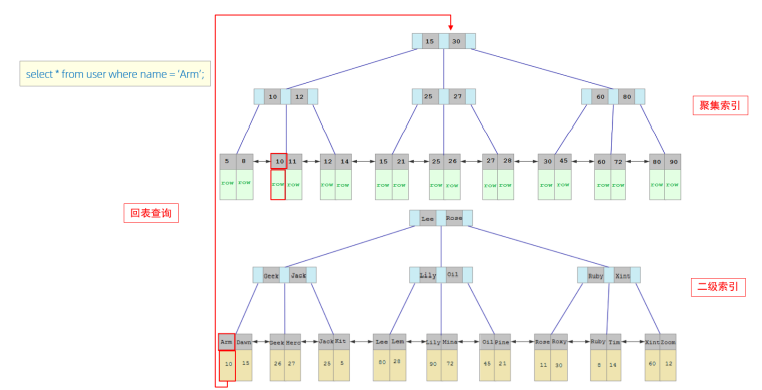 15 30
select * from user where name = 'Arm';
10 12
25 27
60 80
聚集索引
5 8 10 11 12 14 15 21 25 26 27 28 30 45 60 72 80 90
row row row row row row row row row row row row row row row row row row
回表查询
Lee Rose
Geek Jack
Lily Oil
Ruby Xint
二级索引
Arm Dawn Geek Hero Jack Kit Lee Lem Lily Mina Oil Pine Rose Rosy Ruby Tim Xint Zoom
10 15 26 27 25 5 80 28 90 72 45 21 11 30 8 14 60 12